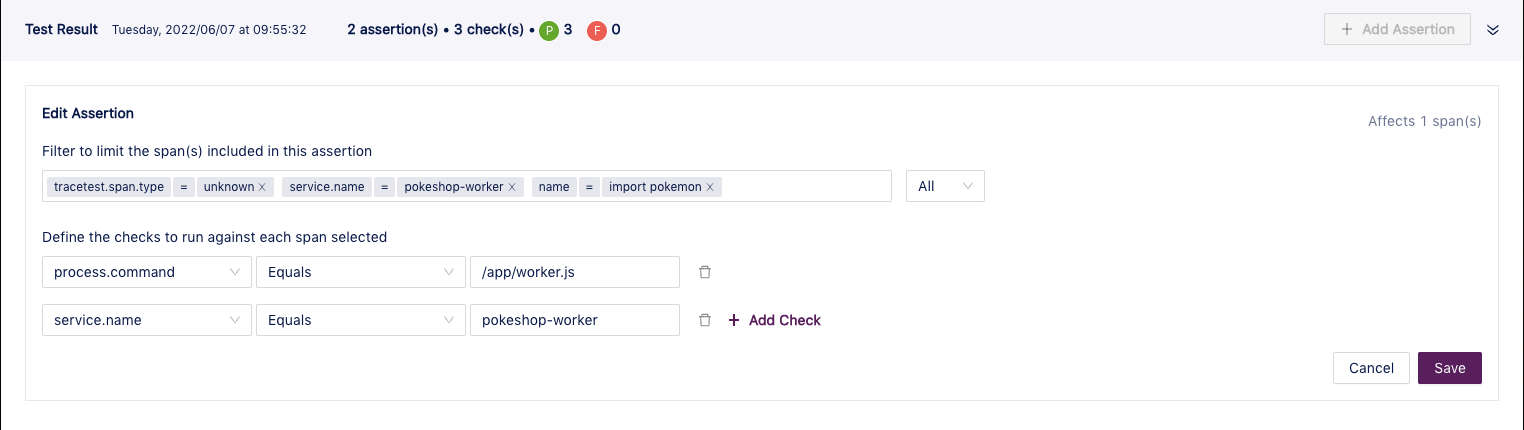 Test Result Tuesday, 2022/06/07 at 09:55:32 2 assertion(s) • 3 check(s) • P 3 F 0 + Add Assertion
Edit Assertion
Affects 1 span(s)
Filter to limit the span(s) included in this assertion
tracetest.span.type = unknown × service.name = pokeshop-worker × name = import pokemon × All
Define the checks to run against each span selected
process.command Equals /app/worker.js
service.name Equals pokeshop-worker + Add Check
Cancel Save